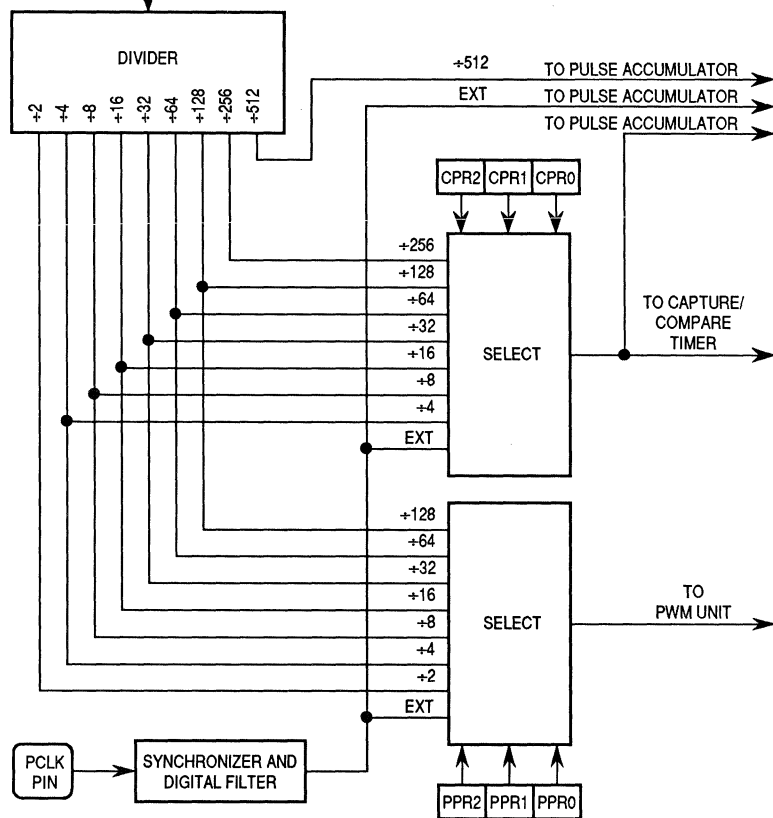 DIVIDER
÷2 ÷4 ÷8 ÷16 ÷32 ÷64 ÷128 ÷256 ÷512
÷512 TO PULSE ACCUMULATOR
EXT TO PULSE ACCUMULATOR
TO PULSE ACCUMULATOR
CPR2 CPR1 CPR0
÷256
÷128
÷64
÷32
÷16
÷8
÷4
EXT
SELECT
TO CAPTURE/
COMPARE
TIMER
÷128
÷64
÷32
÷16
÷8
÷4
÷2
EXT
SELECT
TO
PWM UNIT
PCLK
PIN
SYNCHRONIZER AND
DIGITAL FILTER
PPR2 PPR1 PPR0